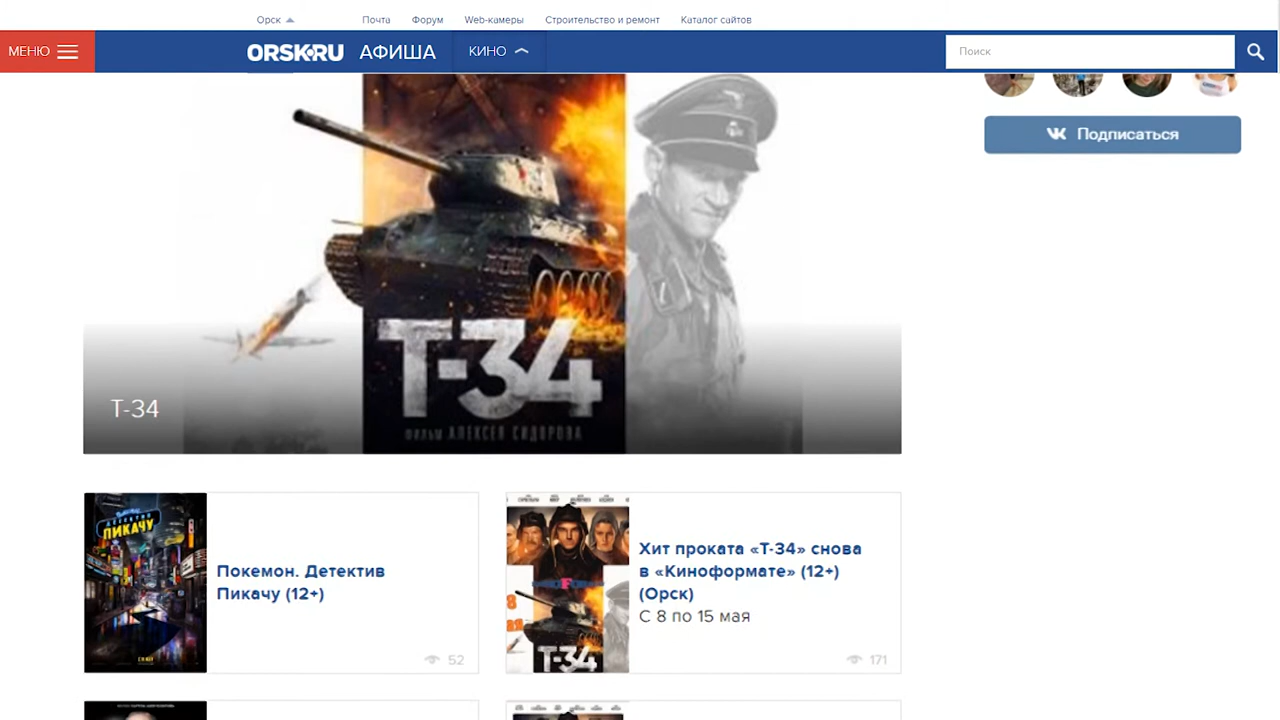 Орск
Почта
Форум
Web-камеры
Строительство и ремонт
Каталог сайтов
МЕНЮ
ORSK.RU
АФИША
КИНО
Поиск
Подписаться
Т-34
ФИЛЬМ АЛЕКСЕЯ СИДОРОВА
Т-34
ДЕТЕКТИВ
ПИКАЧУ
Покемон. Детектив
Пикачу (12+)
52
Т-34
Хит проката «Т-34» снова
в «Киноформате» (12+)
(Орск)
С 8 по 15 мая
171